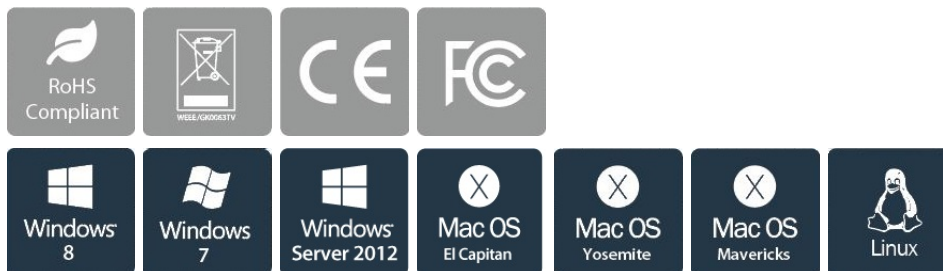 RoHS
Compliant
WEEE/GK0063TV
CE
FC
Windows
8
Windows
7
Windows
Server 2012
X
Mac OS
El Capitan
X
Mac OS
Yosemite
X
Mac OS
Mavericks
Linux